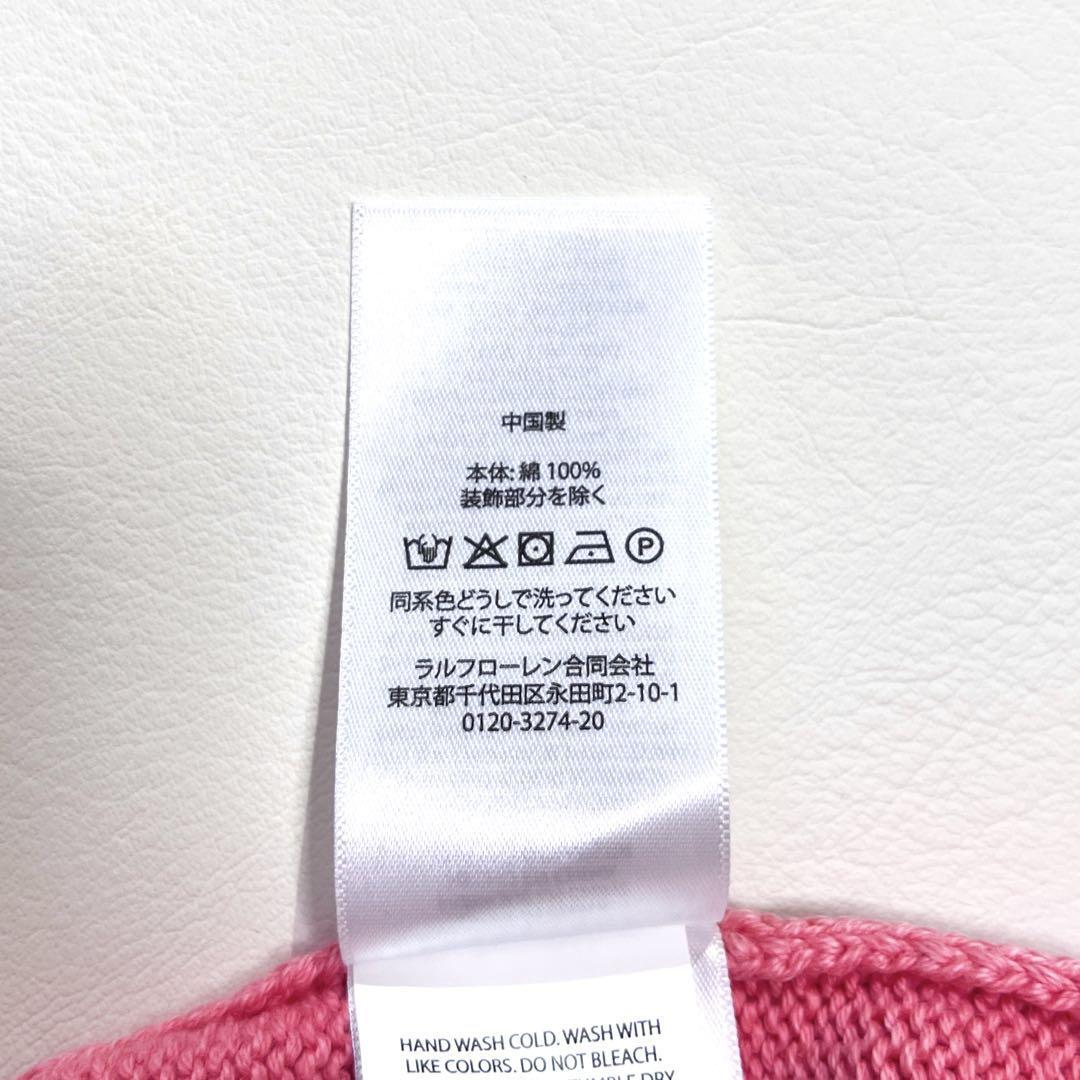 中国製
本体: 綿 100%
装飾部分を除く
P
同系色どうしで洗ってください
すぐに干してください
ラルフローレン合同会社
東京都千代田区永田町2-10-1
0120-3274-20
HAND WASH COLD. WASH WITH
LIKE COLORS. DO NOT BLEACH.
TUMBLE DRY